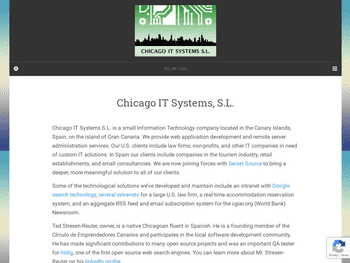 CHICAGO IT SYSTEMS S.L.
Chicago IT Systems, S.L.
Chicago IT Systems S.L. is a small Information Technology company located in the Canary Islands,
Spain, on the island of Gran Canaria. We provide web application development and remote server
administration services. Our U.S. clients include law firms, non-profits, and other IT companies in need
of custom IT solutions. In Spain our clients include companies in the tourism industry, retail
establishments, and small consultancies. We are now joining forces with Secret Source to bring a
deeper, more meaningful solution to all of our clients.
Some of the technological solutions we've developed and maintain include an intranet with Google
search technology, several extranets for a large U.S. law firm, a real-time accommodation reservation
system, and an aggregate RSS feed and email subscription system for the cgiar.org (World Bank)
Newsroom.
Ted Stresen-Reuter, owner, is a native Chicagoan fluent in Spanish. He is a founding member of the
Círculo de Emprendedores Canarios and participates in the local software development community.
He has made significant contributions to many open source projects and was an important QA tester
for htdig, one of the first open source web search engines. You can learn more about Mr. Stresen-
Reuter on his linkedIn profile.
Privacy - Terms